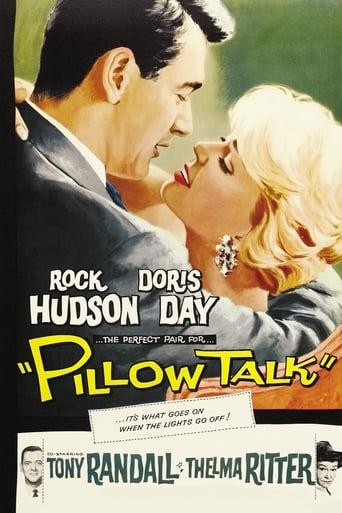 ROCK DORIS
HUDSON DAY
...THE PERFECT PAIR FOR...
"PILLOW TALK"
...IT'S WHAT GOES ON
WHEN THE LIGHTS GO OFF!
CO-STARRING
TONY RANDALL · THELMA RITTER